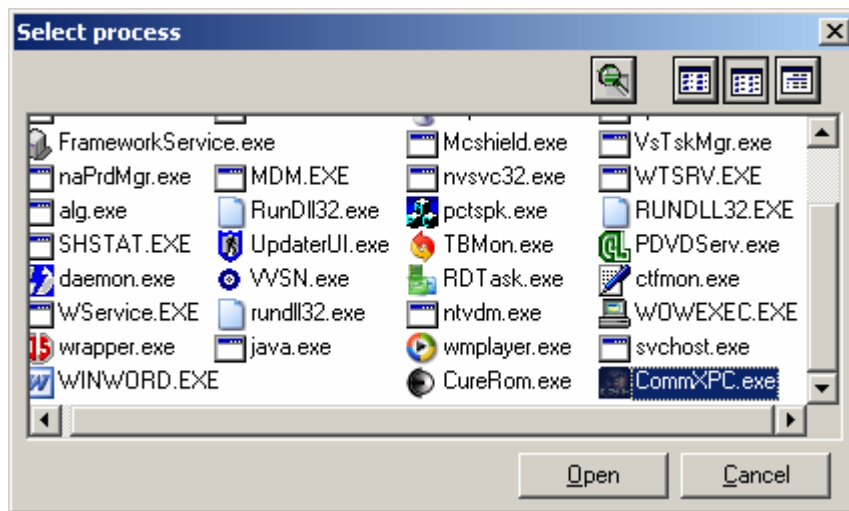 Select process
FrameworkService.exe Mcshield.exe VsTskMgr.exe
naPrdMgr.exe MDM.EXE nvsvc32.exe WTSRV.EXE
alg.exe RunDll32.exe pctspk.exe RUNDLL32.EXE
SHSTAT.EXE UpdaterUI.exe TBMon.exe PDVDServ.exe
daemon.exe VVSN.exe RDTask.exe ctfmon.exe
WService.EXE rundll32.exe ntvdm.exe WOWEXEC.EXE
wrapper.exe java.exe wmplayer.exe svchost.exe
WINWORD.EXE CureRom.exe CommXPC.exe
Open Cancel